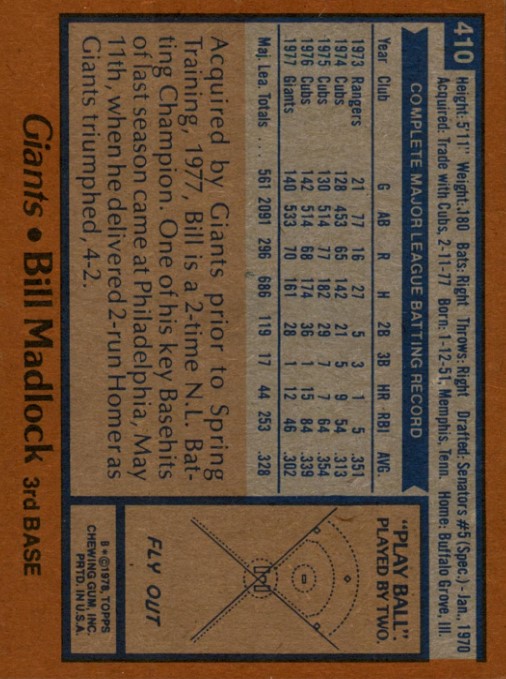 410
Height: 5'11" Weight: 180 Bats: Right Throws: Right Drafted: Senators #5 (Spec.) - Jan., 1970
Acquired: Trade with Cubs, 2-11-77 Born: 1-12-51, Memphis, Tenn. Home: Buffalo Grove, Ill.
COMPLETE MAJOR LEAGUE BATTING RECORD
Year Club G AB R H 2B 3B HR RBI AVG.
1973 Rangers 21 77 16 27 5 3 1 5 .351
1974 Cubs 128 453 65 142 21 5 9 54 .313
1975 Cubs 130 514 77 182 29 7 7 64 .354
1976 Cubs 142 514 68 174 36 1 15 84 .339
1977 Giants 140 533 70 161 28 1 12 46 .302
Maj. Lea. Totals . . . 561 2091 296 686 119 17 44 253 .328
Acquired by Giants prior to Spring
Training, 1977, Bill is a 2-time N.L. Bat-
ting Champion. One of his key Basehits
of last season came at Philadelphia, May
11th, when he delivered 2-run Homer as
Giants triumphed, 4-2.
"PLAY BALL".
PLAYED BY TWO.
FLY OUT
B•©1978, TOPPS
CHEWING GUM, INC.
PRTD. IN U.S.A.
Giants • Bill Madlock 3rd BASE